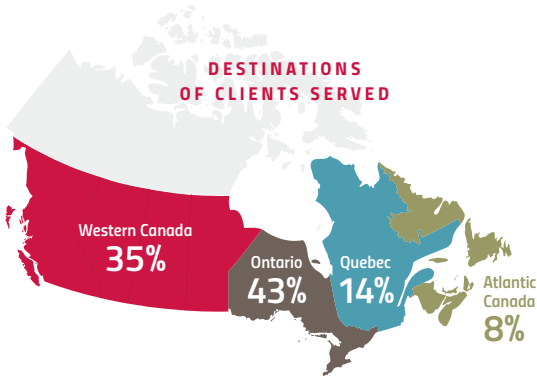 DESTINATIONS
OF CLIENTS SERVED
Western Canada
35%
Ontario
43%
Quebec
14%
Atlantic
Canada
8%